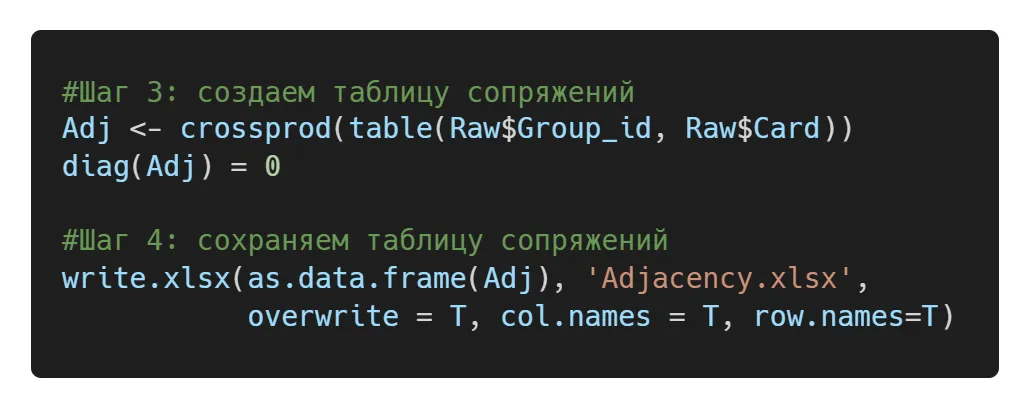 #Шаг 3: создаем таблицу сопряжений
Adj <- crossprod(table(Raw$Group_id, Raw$Card))
diag(Adj) = 0
#Шаг 4: сохраняем таблицу сопряжений
write.xlsx(as.data.frame(Adj), 'Adjacency.xlsx',
overwrite = T, col.names = T, row.names=T)